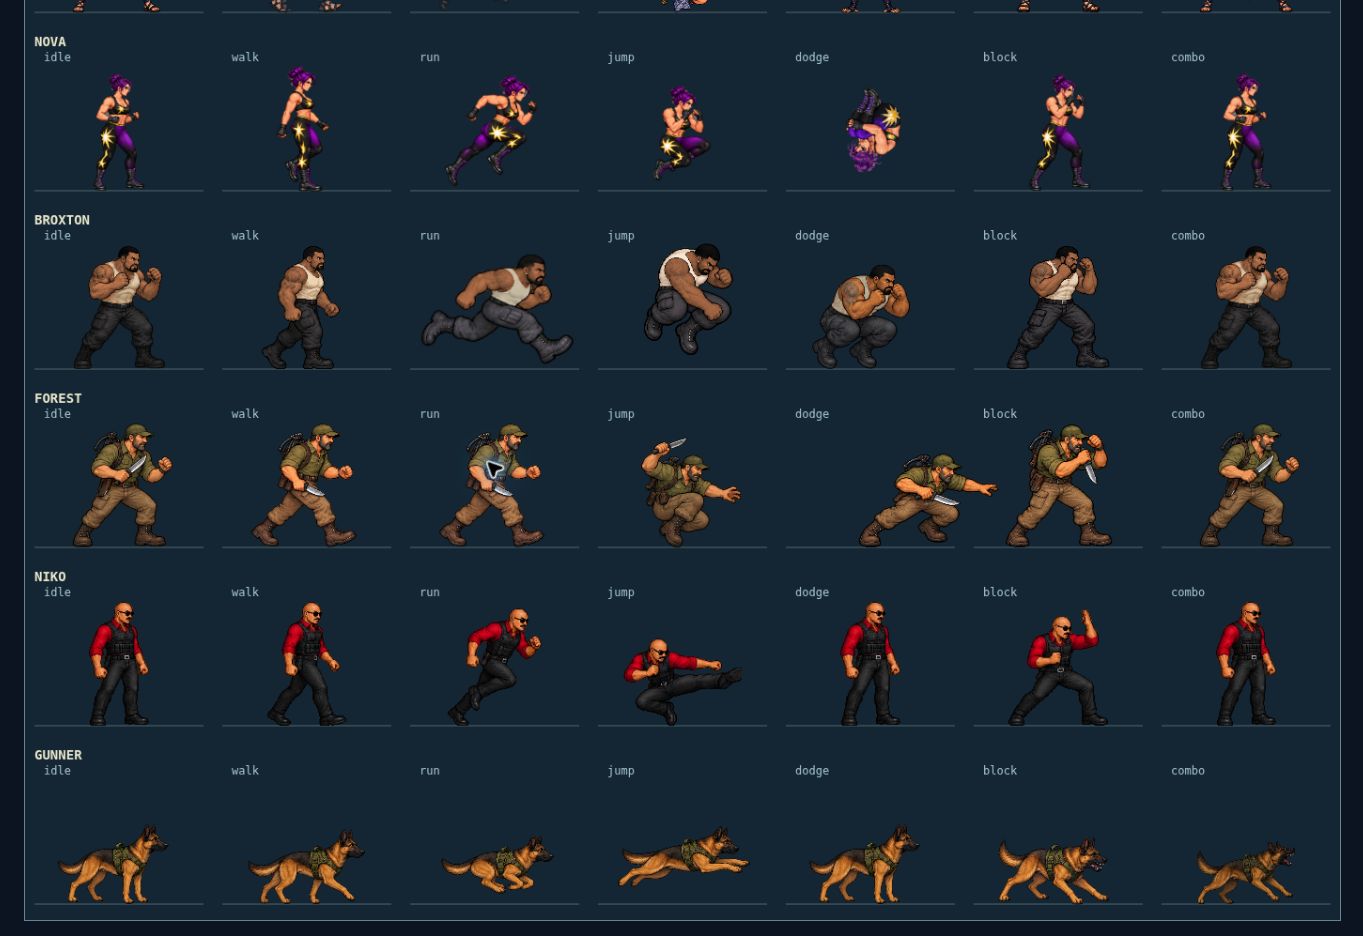 NOVA
idle walk run jump dodge block combo
BROXTON
idle walk run jump dodge block combo
FOREST
idle walk run jump dodge block combo
NIKO
idle walk run jump dodge block combo
GUNNER
idle walk run jump dodge block combo